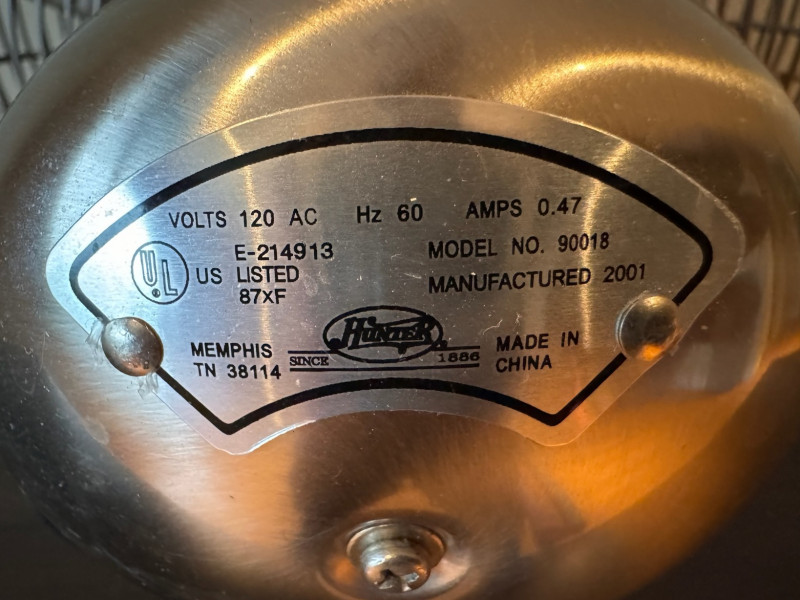 VOLTS 120 AC Hz 60 AMPS 0.47
UL US E-214913
LISTED
87xF
MODEL NO. 90018
MANUFACTURED 2001
MEMPHIS
TN 38114
HUNTER
SINCE 1886
MADE IN
CHINA